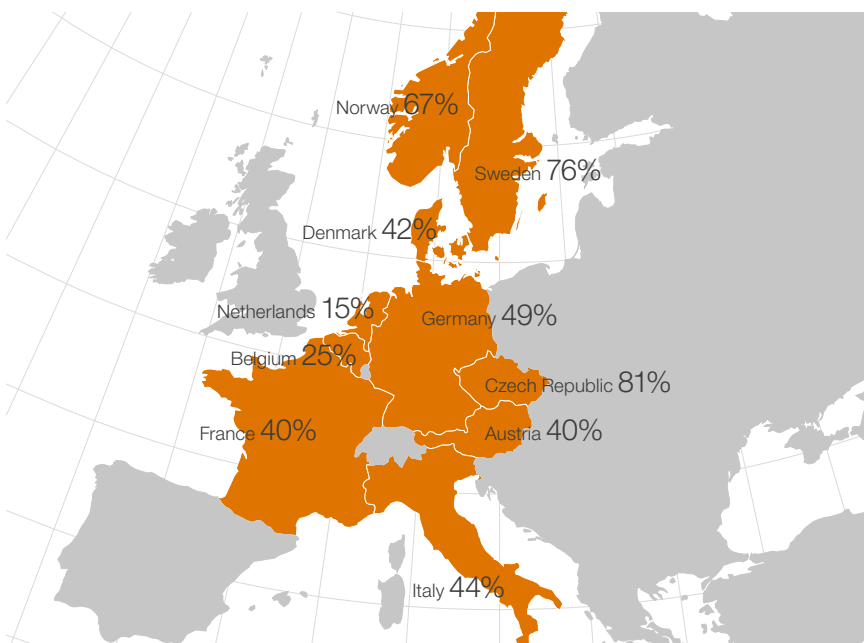 Norway 67%
Sweden 76%
Denmark 42%
Netherlands 15%
Germany 49%
Belgium 25%
Czech Republic 81%
France 40%
Austria 40%
Italy 44%